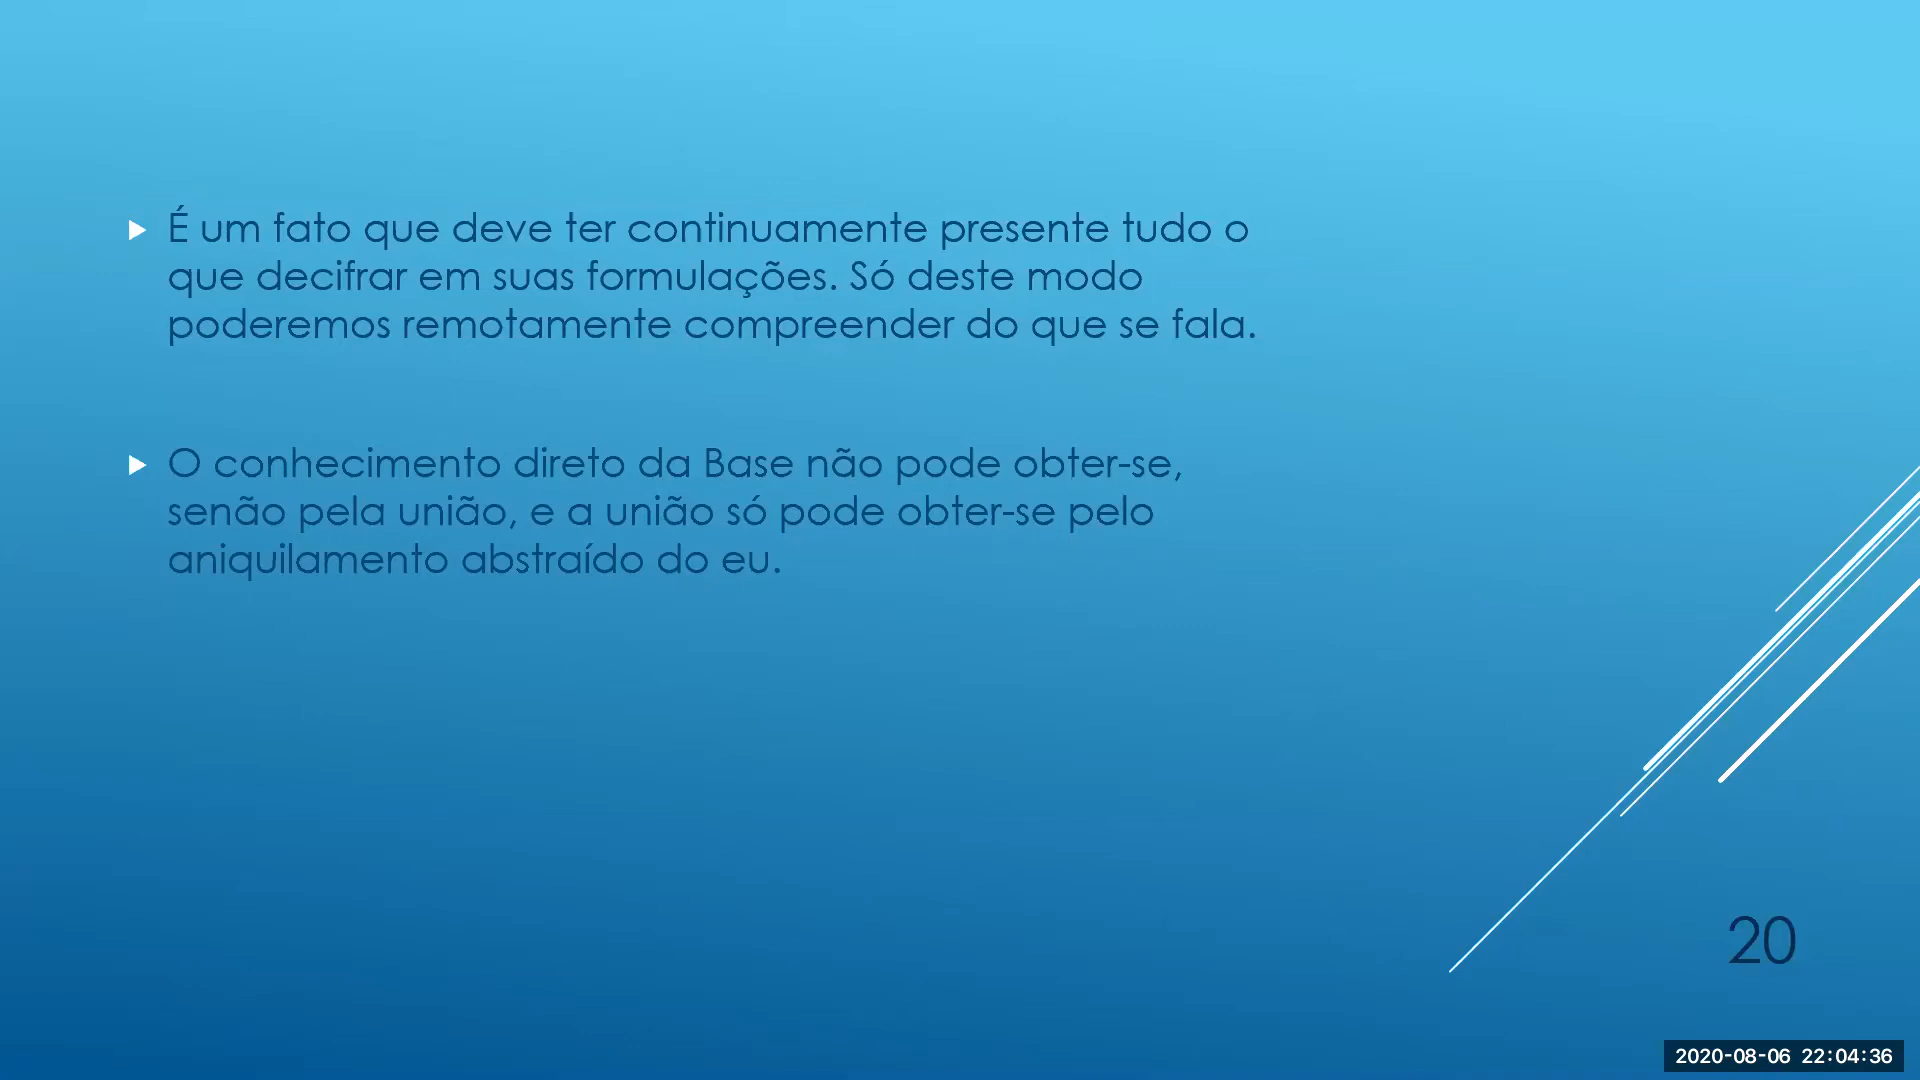 É um fato que deve ter continuamente presente tudo o
que decifrar em suas formulações. Só deste modo
poderemos remotamente compreender do que se fala.
O conhecimento direto da Base não pode obter-se,
senão pela união, e a união só pode obter-se pelo
aniquilamento abstraído do eu.
20
2020-08-06 22:04:36